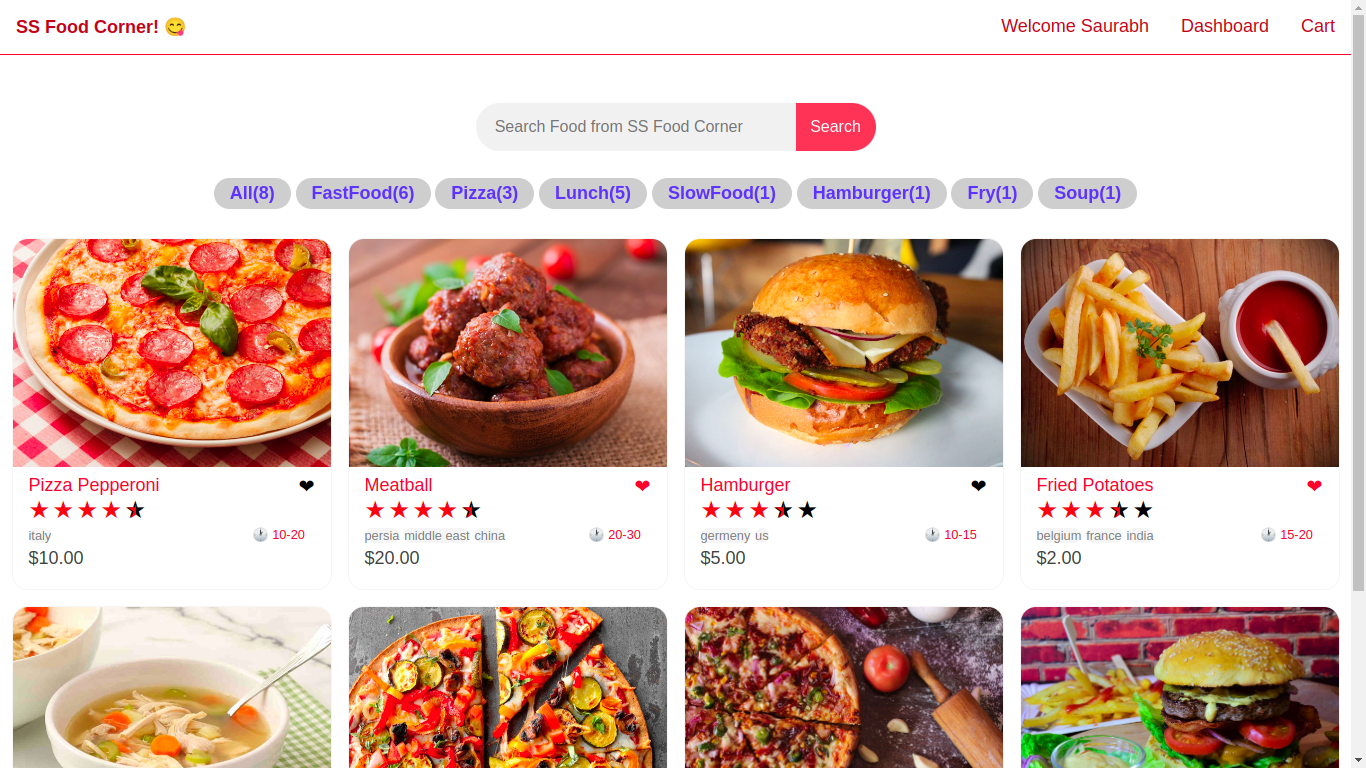 SS Food Corner! 😋
Welcome Saurabh Dashboard Cart
Search Food from SS Food Corner Search
All(8) FastFood(6) Pizza(3) Lunch(5) SlowFood(1) Hamburger(1) Fry(1) Soup(1)
Pizza Pepperoni
italy 10-20
$10.00
Meatball
persia middle east china 20-30
$20.00
Hamburger
germeny us 10-15
$5.00
Fried Potatoes
belgium france india 15-20
$2.00